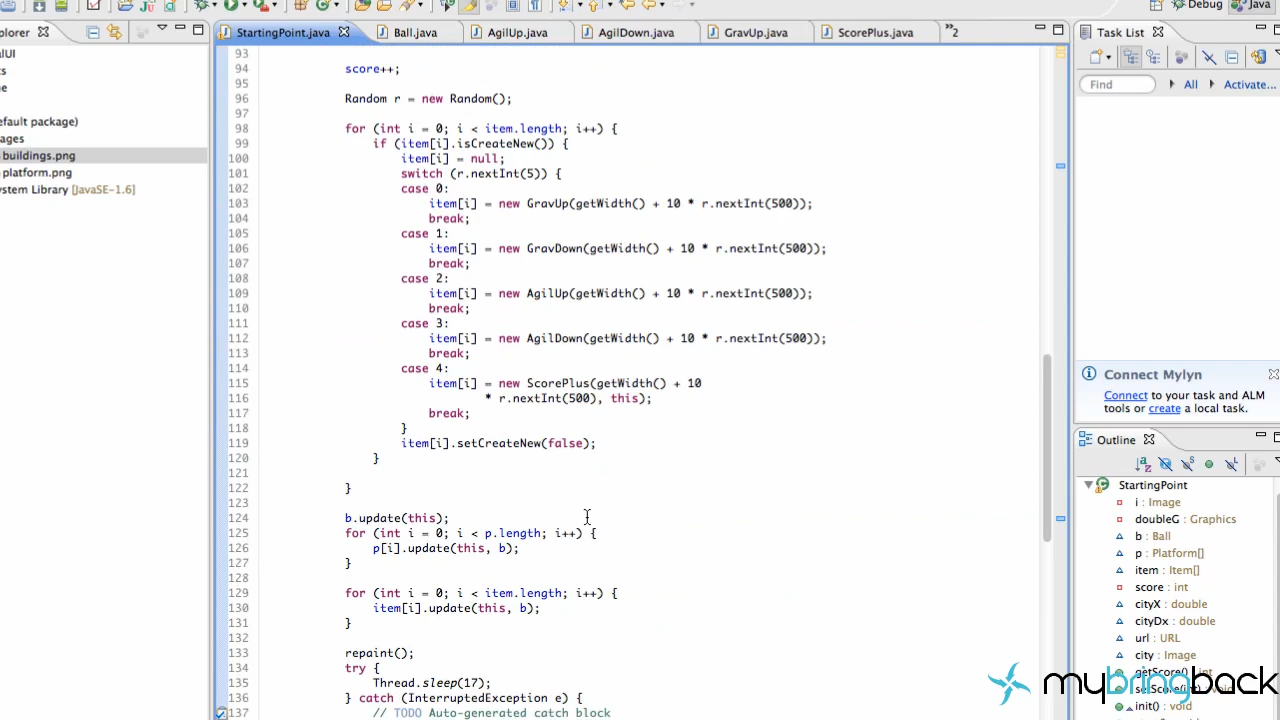 Debug
Java
plorer
StartingPoint.java
Ball.java
AgilUp.java
AgilDown.java
GravUp.java
ScorePlus.java
»2
Task List
Find
All
Activate...
efault package)
ages
buildings.png
platform.png
ystem Library [JavaSE-1.6]
93
94 score++;
95
96 Random r = new Random();
97
98 for (int i = 0; i < item.length; i++) {
99 if (item[i].isCreateNew()) {
100 item[i] = null;
101 switch (r.nextInt(5)) {
102 case 0:
103 item[i] = new GravUp(getWidth() + 10 * r.nextInt(500));
104 break;
105 case 1:
106 item[i] = new GravDown(getWidth() + 10 * r.nextInt(500));
107 break;
108 case 2:
109 item[i] = new AgilUp(getWidth() + 10 * r.nextInt(500));
110 break;
111 case 3:
112 item[i] = new AgilDown(getWidth() + 10 * r.nextInt(500));
113 break;
114 case 4:
115 item[i] = new ScorePlus(getWidth() + 10
116 * r.nextInt(500), this);
117 break;
118 }
119 item[i].setCreateNew(false);
120 }
121
122 }
123
124 b.update(this);
125 for (int i = 0; i < p.length; i++) {
126 p[i].update(this, b);
127 }
128
129 for (int i = 0; i < item.length; i++) {
130 item[i].update(this, b);
131 }
132
133 repaint();
134 try {
135 Thread.sleep(17);
136 } catch (InterruptedException e) {
137 // TODO Auto-generated catch block
Connect Mylyn
Connect to your task and ALM
tools or create a local task.
Outline
StartingPoint
i : Image
doubleG : Graphics
b : Ball
p : Platform[]
item : Item[]
score : int
cityX : double
cityDx : double
url : URL
city : Image
getScore() : int
init() : void
mybringback